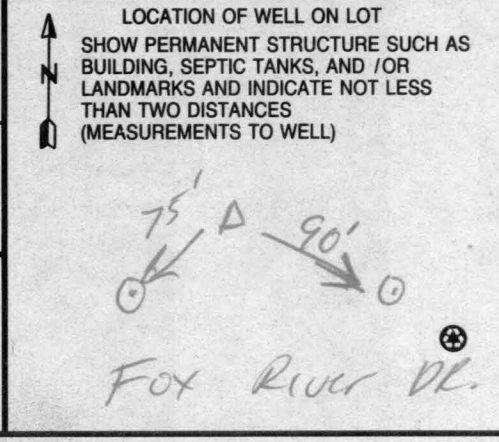 LOCATION OF WELL ON LOT
N
SHOW PERMANENT STRUCTURE SUCH AS
BUILDING, SEPTIC TANKS, AND /OR
LANDMARKS AND INDICATE NOT LESS
THAN TWO DISTANCES
(MEASUREMENTS TO WELL)
75' 90'
Fox River DR.